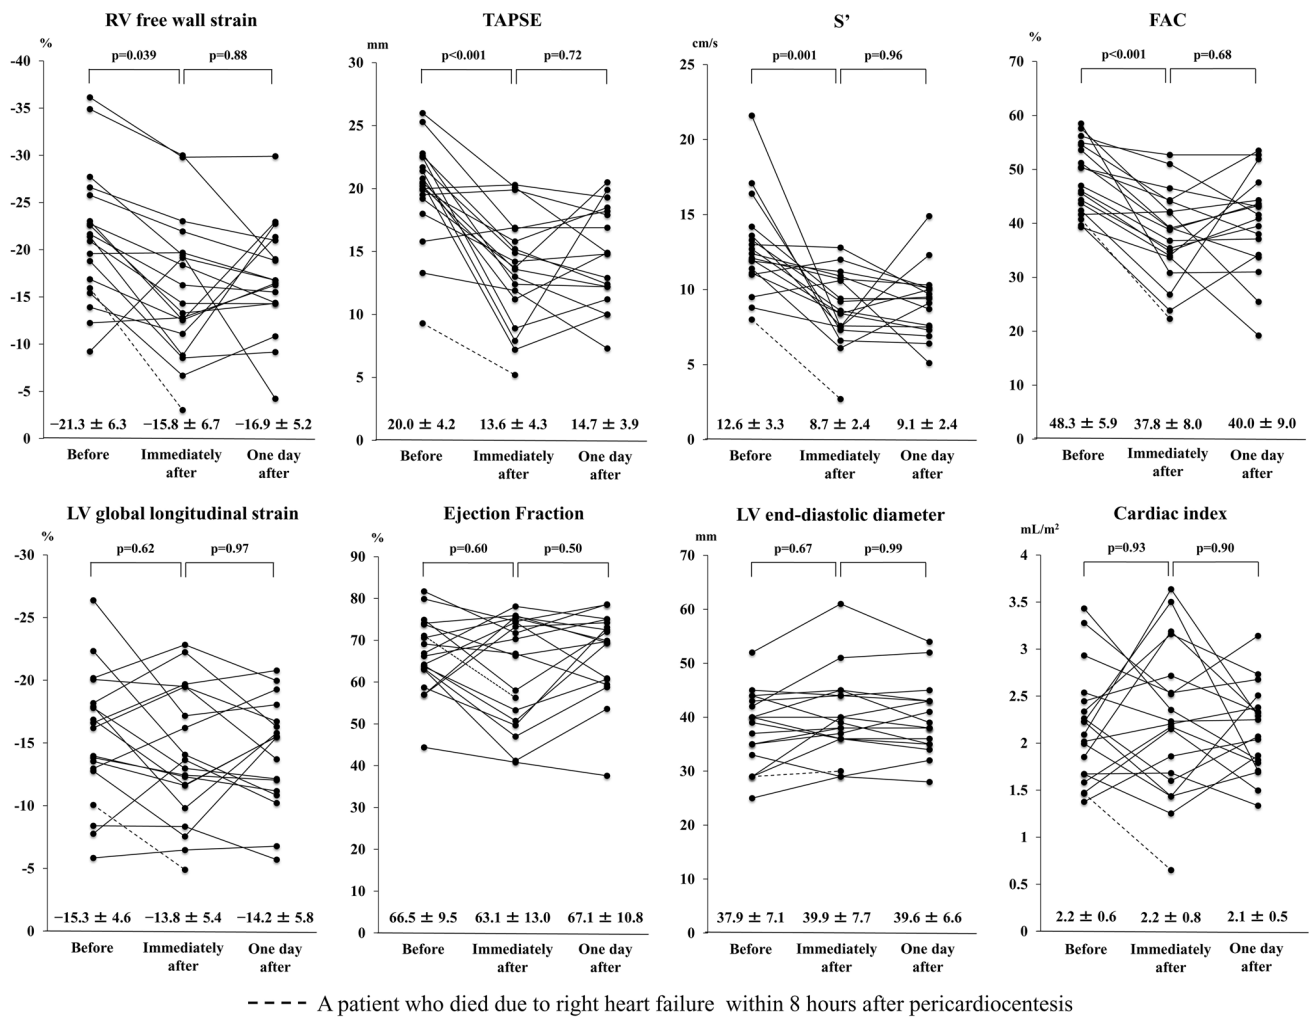 RV free wall strain
%
p=0.039 p=0.88
-40
-35
-30
-25
-20
-15
-10
-5
0
−21.3 ± 6.3 −15.8 ± 6.7 −16.9 ± 5.2
Before Immediately One day
after after
TAPSE
mm
p<0.001 p=0.72
30
25
20
15
10
5
0
20.0 ± 4.2 13.6 ± 4.3 14.7 ± 3.9
Before Immediately One day
after after
S’
cm/s
p=0.001 p=0.96
25
20
15
10
5
0
12.6 ± 3.3 8.7 ± 2.4 9.1 ± 2.4
Before Immediately One day
after after
FAC
%
p<0.001 p=0.68
70
60
50
40
30
20
10
0
48.3 ± 5.9 37.8 ± 8.0 40.0 ± 9.0
Before Immediately One day
after after
LV global longitudinal strain
%
p=0.62 p=0.97
-30
-25
-20
-15
-10
-5
0
−15.3 ± 4.6 −13.8 ± 5.4 −14.2 ± 5.8
Before Immediately One day
after after
Ejection Fraction
%
p=0.60 p=0.50
90
80
70
60
50
40
30
20
10
0
66.5 ± 9.5 63.1 ± 13.0 67.1 ± 10.8
Before Immediately One day
after after
LV end-diastolic diameter
mm
p=0.67 p=0.99
70
60
50
40
30
20
10
0
37.9 ± 7.1 39.9 ± 7.7 39.6 ± 6.6
Before Immediately One day
after after
Cardiac index
mL/m²
p=0.93 p=0.90
4
3.5
3
2.5
2
1.5
1
0.5
0
2.2 ± 0.6 2.2 ± 0.8 2.1 ± 0.5
Before Immediately One day
after after
A patient who died due to right heart failure within 8 hours after pericardiocentesis